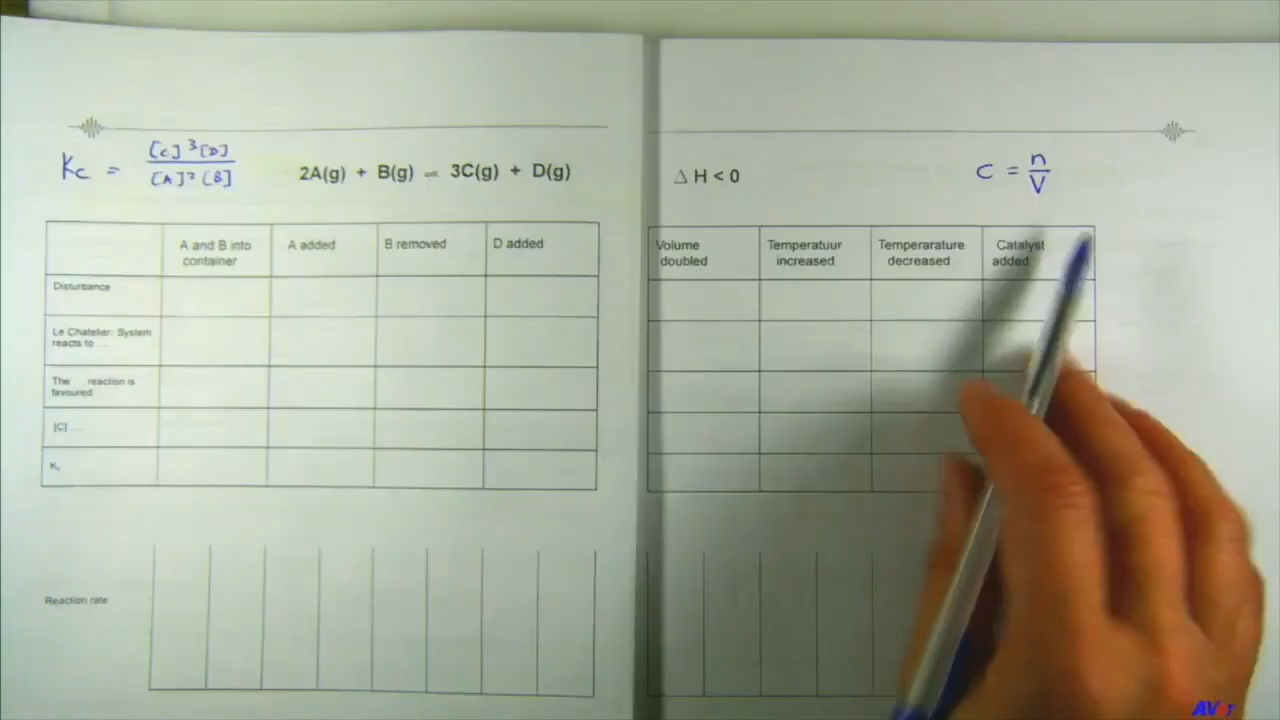 Kc = [C]³[D]
[A]²[B]
2A(g) + B(g) ⇌ 3C(g) + D(g)
Δ H < 0
C = n
V
A and B into
container
A added
B removed
D added
Volume
doubled
Temperatuur
increased
Temperarature
decreased
Catalyst
added
Disturbance
Le Chatelier: System
reacts to ...
The reaction is
favoured
[C] ...
Kc
Reaction rate